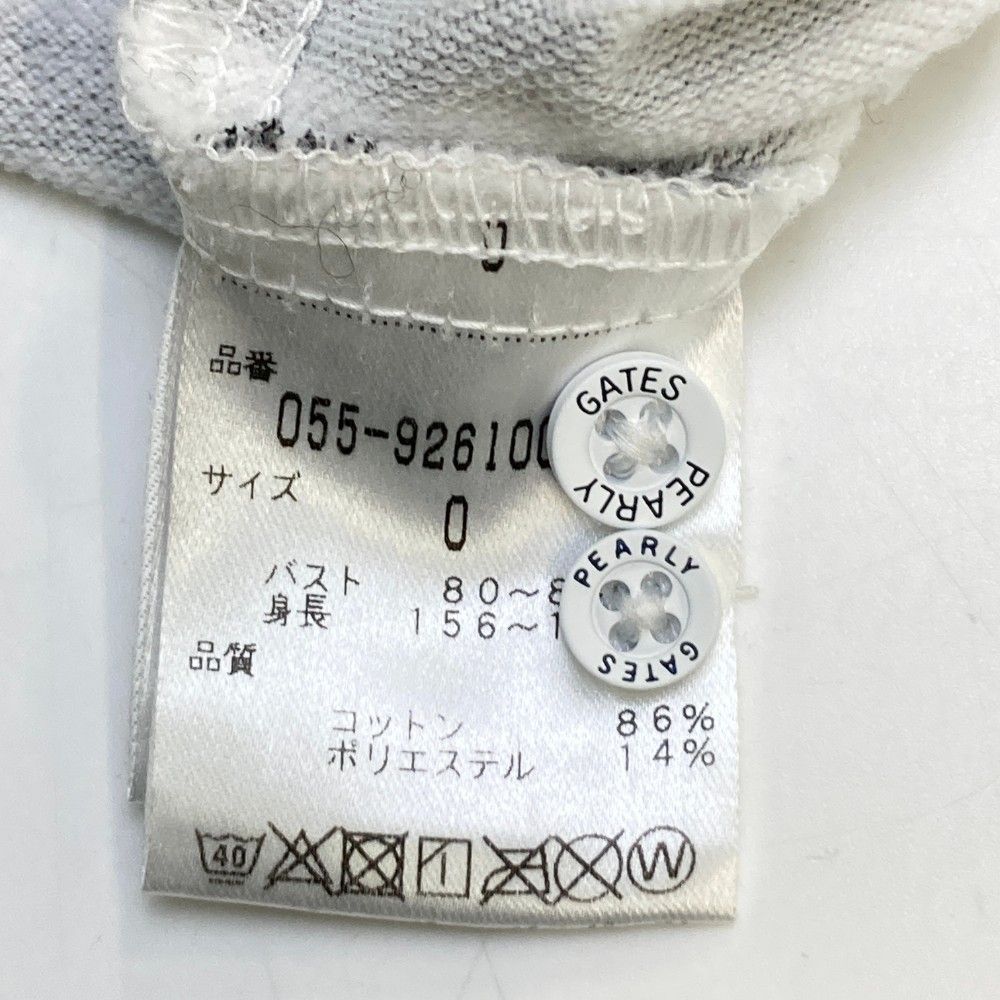 0
品番
055-926100
サイズ
0
バスト 80～8
身長 156～1
品質
コットン 86%
ポリエステル 14%
40 W
GATES PEARLY
PEARLY GATES